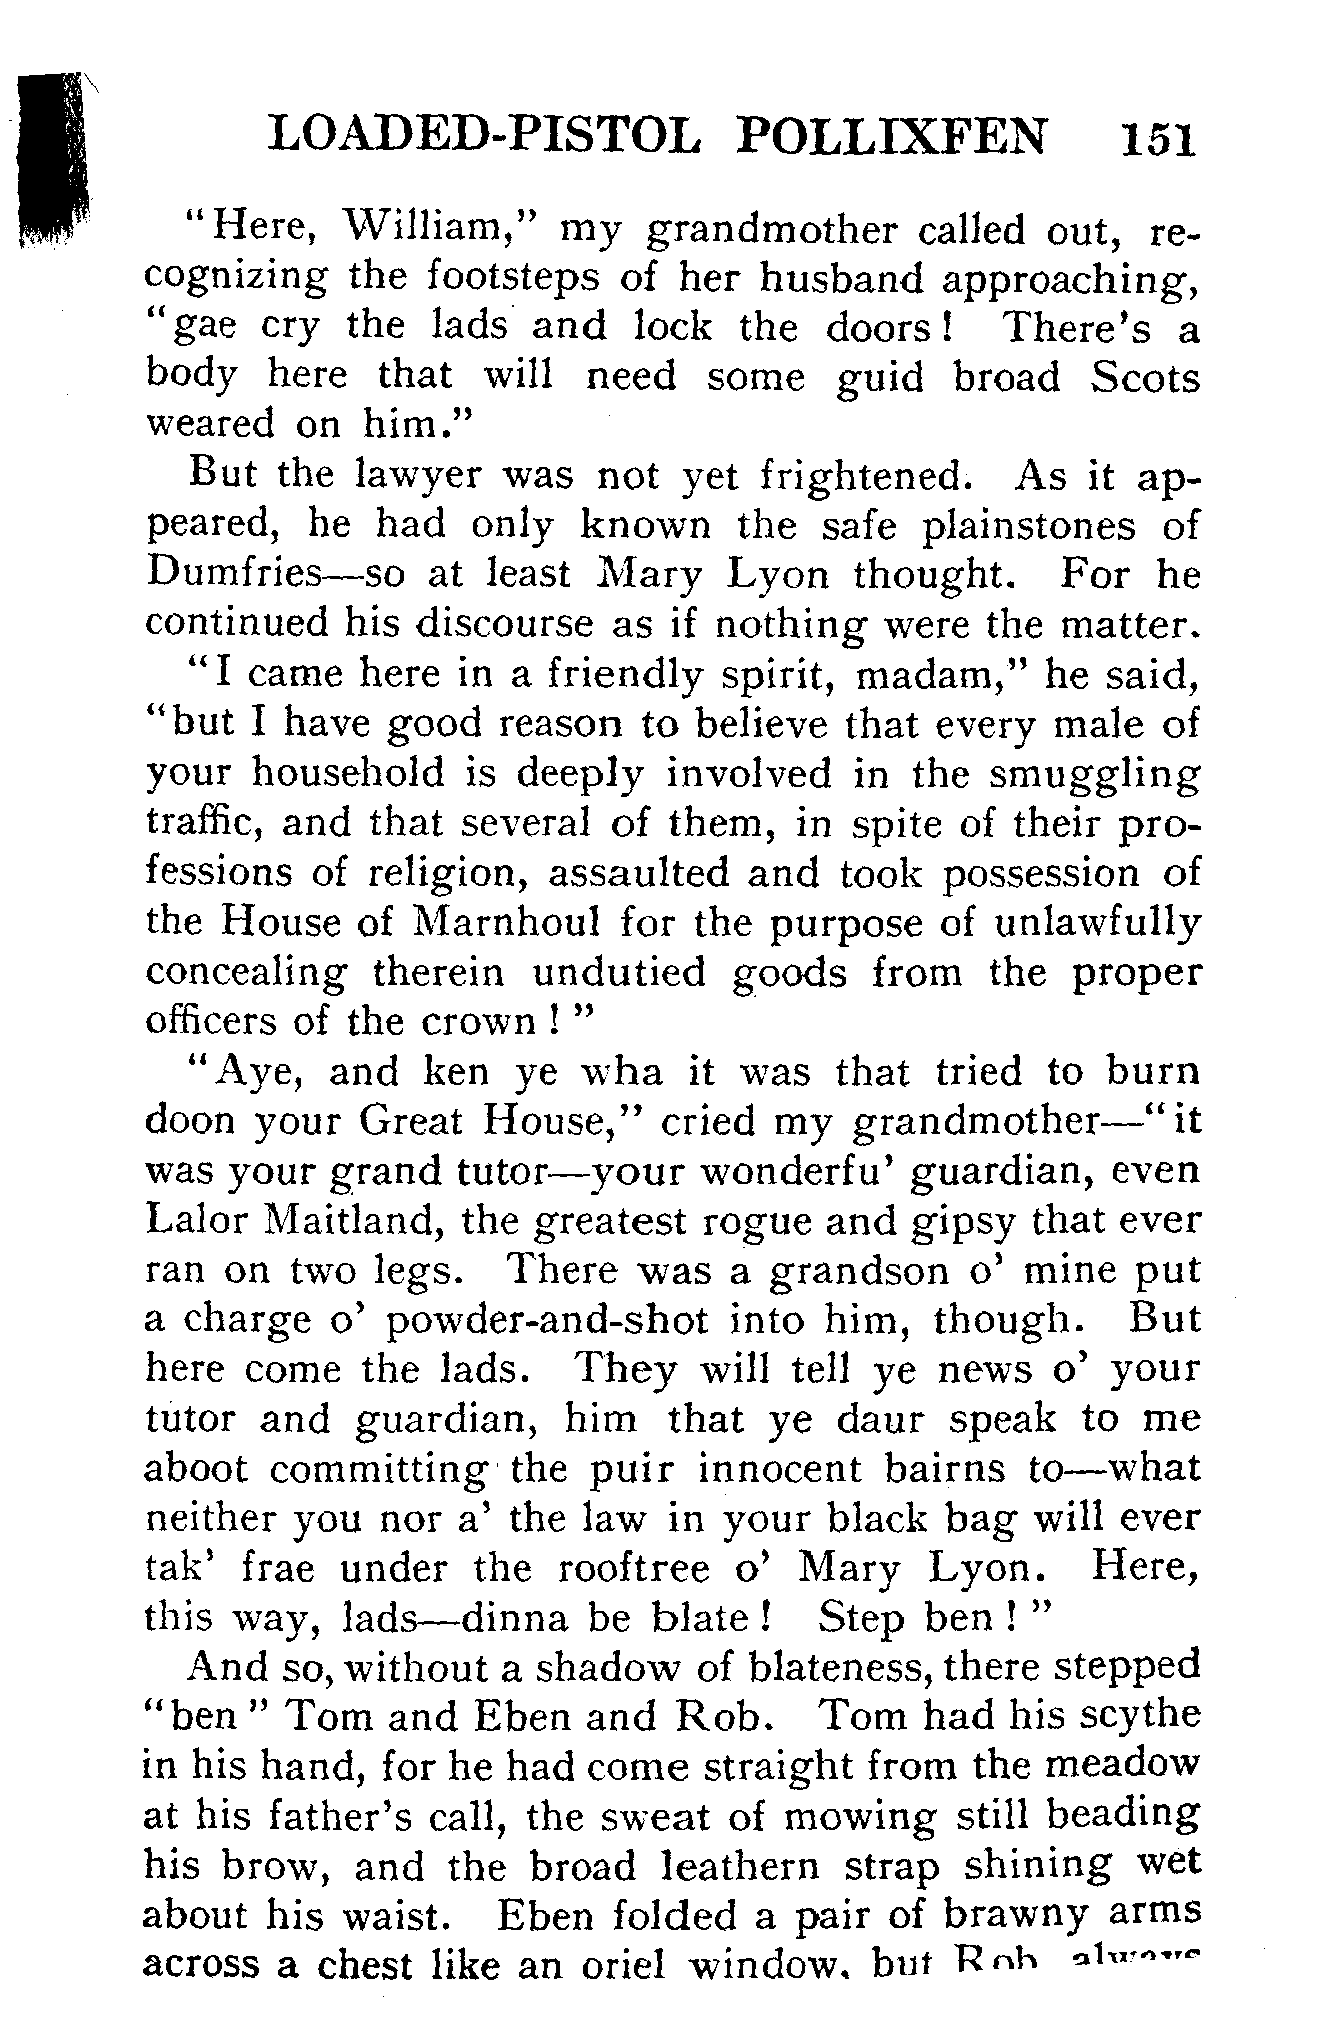 LOADED-PISTOL POLLIXFEN 151
"Here, William," my grandmother called out, re-
cognizing the footsteps of her husband approaching,
"gae cry the lads and lock the doors! There's a
body here that will need some guid broad Scots
weared on him."
But the lawyer was not yet frightened. As it ap-
peared, he had only known the safe plainstones of
Dumfries—so at least Mary Lyon thought. For he
continued his discourse as if nothing were the matter.
"I came here in a friendly spirit, madam," he said,
"but I have good reason to believe that every male of
your household is deeply involved in the smuggling
traffic, and that several of them, in spite of their pro-
fessions of religion, assaulted and took possession of
the House of Marnhoul for the purpose of unlawfully
concealing therein undutied goods from the proper
officers of the crown!"
"Aye, and ken ye wha it was that tried to burn
doon your Great House," cried my grandmother—"it
was your grand tutor—your wonderfu' guardian, even
Lalor Maitland, the greatest rogue and gipsy that ever
ran on two legs. There was a grandson o' mine put
a charge o' powder-and-shot into him, though. But
here come the lads. They will tell ye news o' your
tutor and guardian, him that ye daur speak to me
aboot committing the puir innocent bairns to—what
neither you nor a' the law in your black bag will ever
tak' frae under the rooftree o' Mary Lyon. Here,
this way, lads—dinna be blate! Step ben!"
And so, without a shadow of blateness, there stepped
"ben" Tom and Eben and Rob. Tom had his scythe
in his hand, for he had come straight from the meadow
at his father's call, the sweat of mowing still beading
his brow, and the broad leathern strap shining wet
about his waist. Eben folded a pair of brawny arms
across a chest like an oriel window, but Rob always